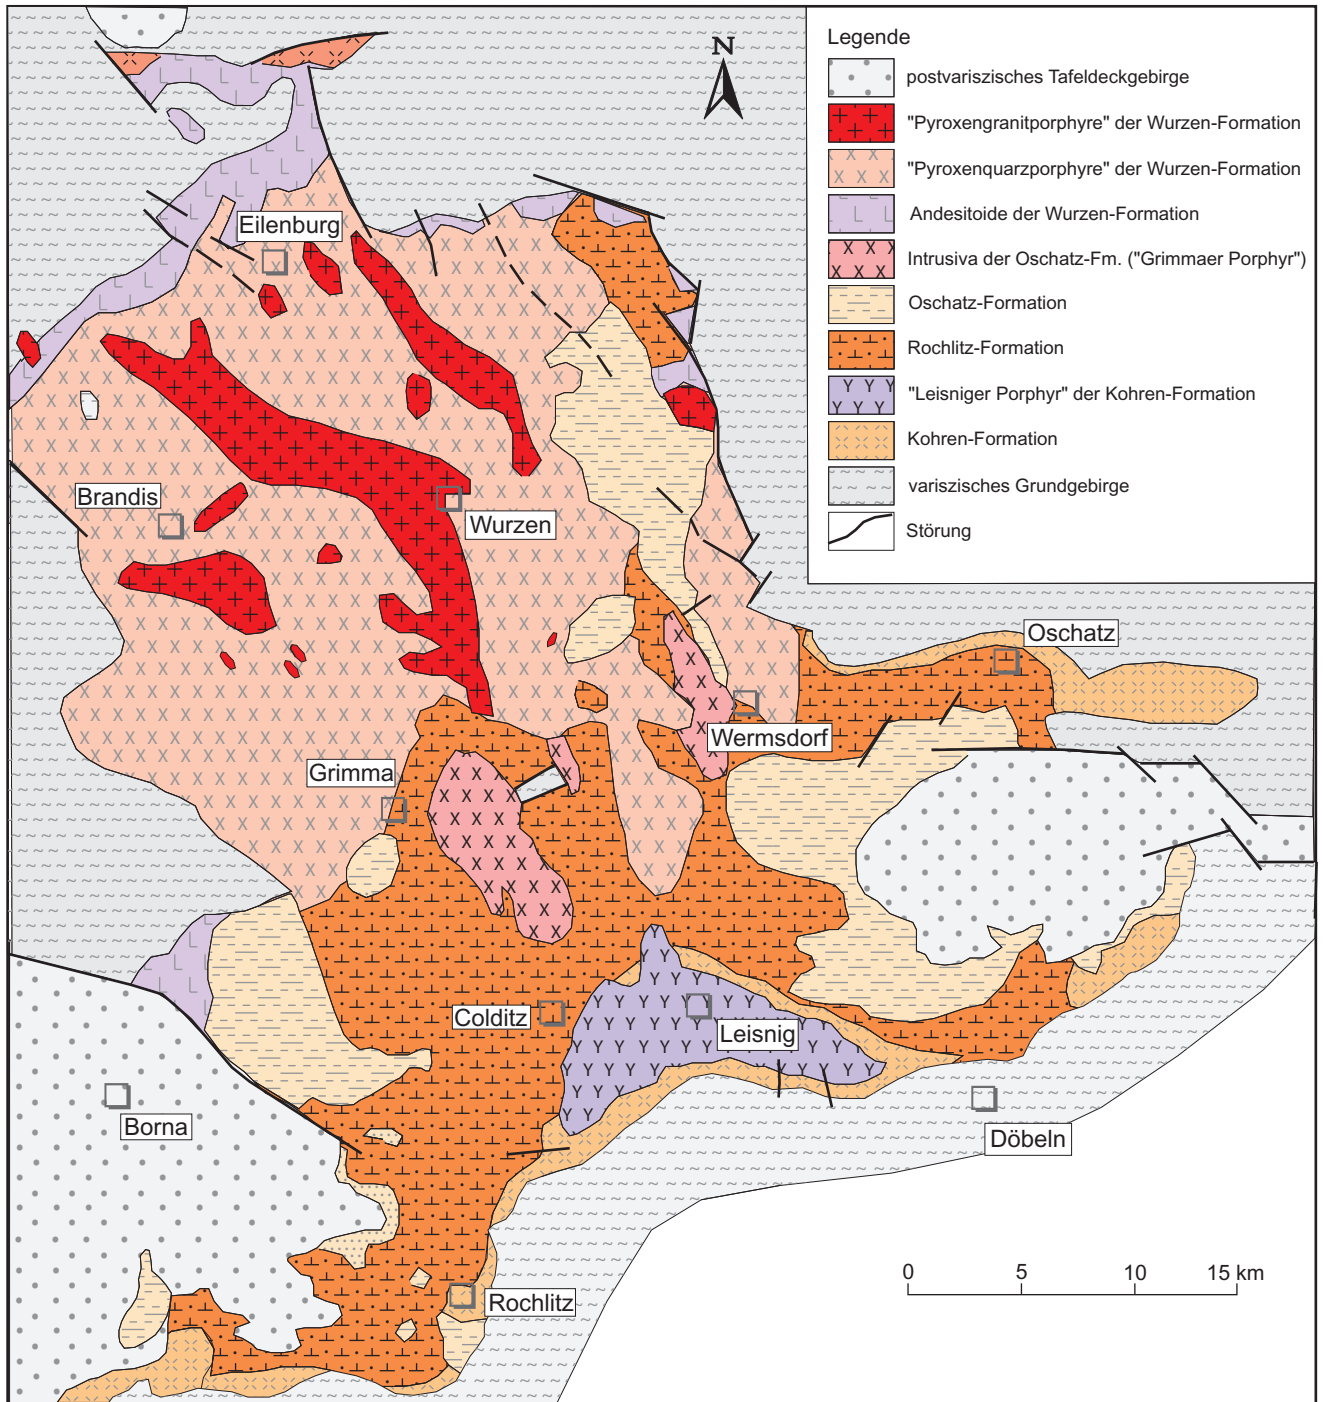 N
Legende
postvariszisches Tafeldeckgebirge
"Pyroxengranitporphyre" der Wurzen-Formation
"Pyroxenquarzporphyre" der Wurzen-Formation
Andesitoide der Wurzen-Formation
Intrusiva der Oschatz-Fm. ("Grimmaer Porphyr")
Oschatz-Formation
Rochlitz-Formation
"Leisniger Porphyr" der Kohren-Formation
Kohren-Formation
variszisches Grundgebirge
Störung
Eilenburg
Brandis
Wurzen
Oschatz
Wermsdorf
Grimma
Colditz
Leisnig
Borna
Döbeln
Rochlitz
0 5 10 15 km